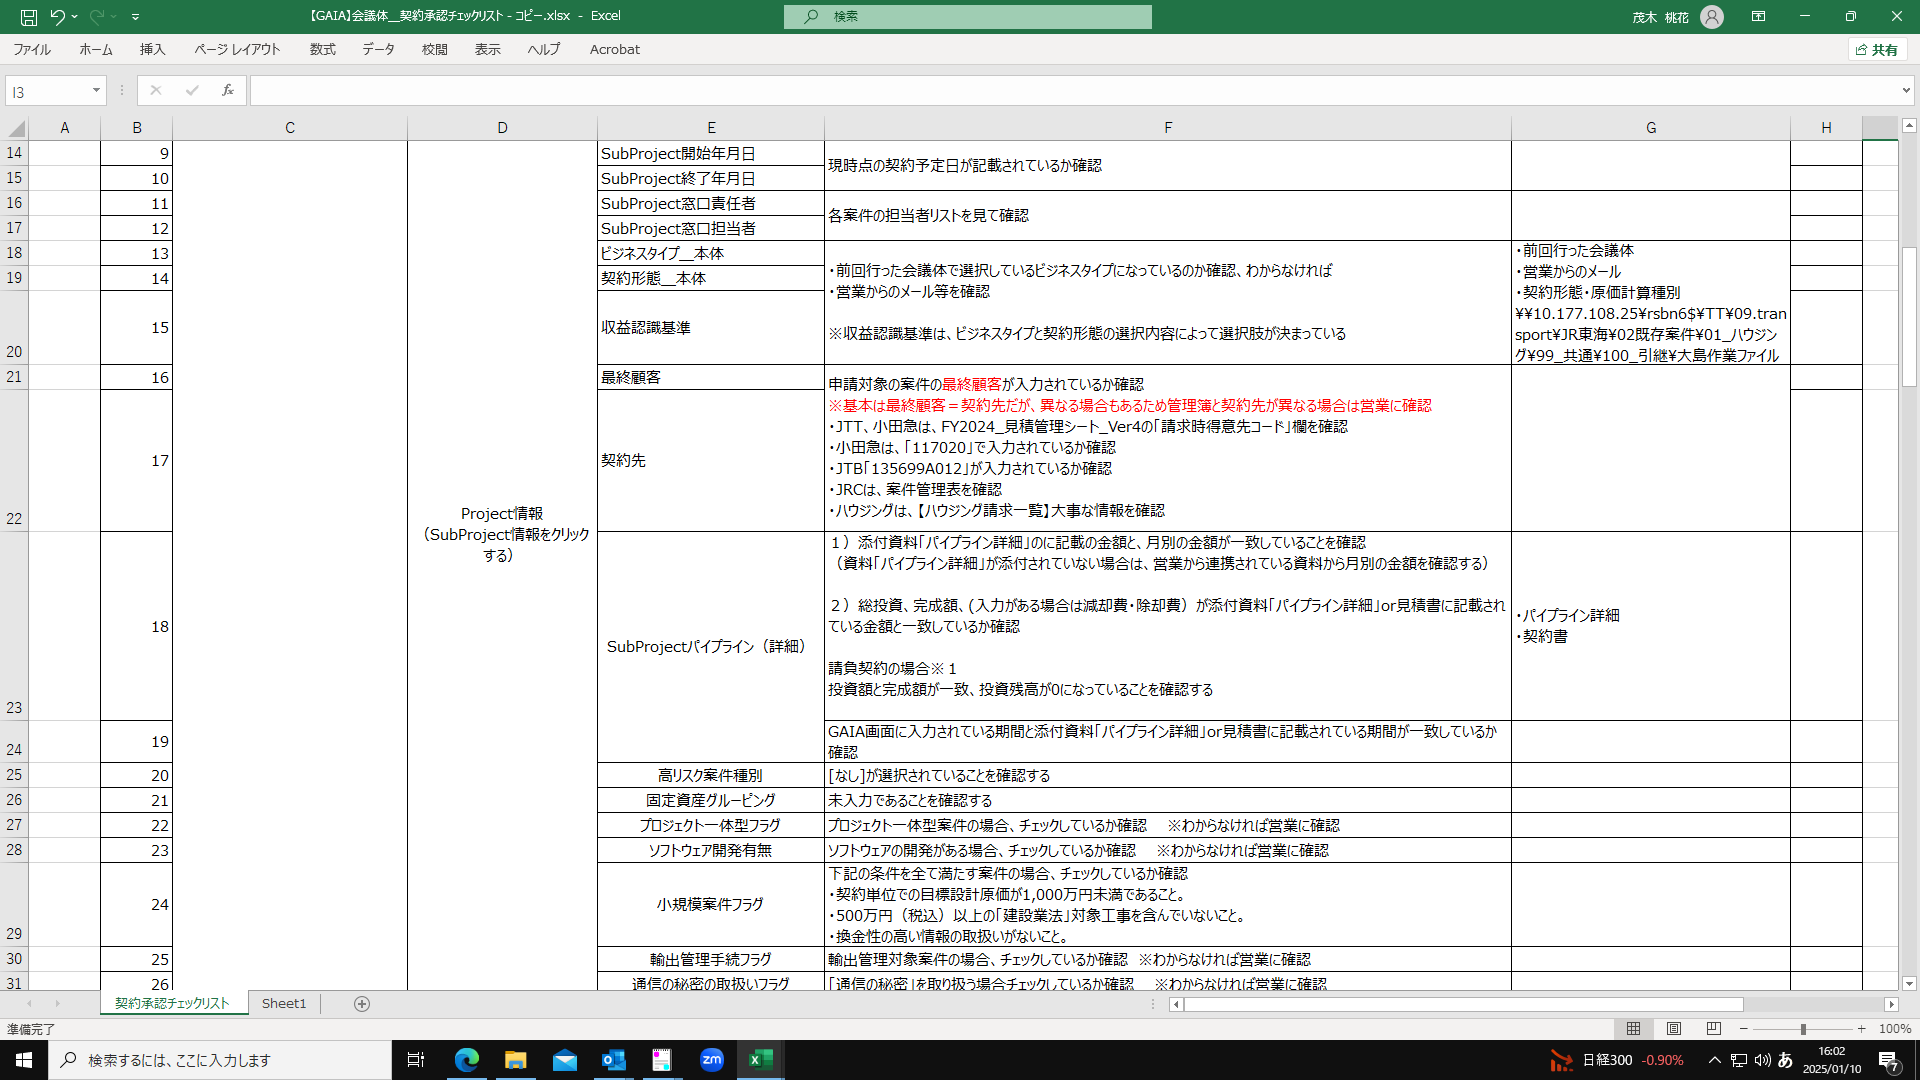 【GAIA】会議体__契約承認チェックリスト - コピー.xlsx - Excel
検索
茂木 桃花
ファイル ホーム 挿入 ページ レイアウト 数式 データ 校閲 表示 ヘルプ Acrobat
共有
I3
fx
A B C D E F G H
14 9 SubProject開始年月日
現時点の契約予定日が記載されているか確認
15 10 SubProject終了年月日
16 11 SubProject窓口責任者
各案件の担当者リストを見て確認
17 12 SubProject窓口担当者
18 13 ビジネスタイプ__本体
19 14 契約形態__本体
20 15 収益認識基準
・前回行った会議体で選択しているビジネスタイプになっているのか確認、わからなければ
・営業からのメール等を確認
※収益認識基準は、ビジネスタイプと契約形態の選択内容によって選択肢が決まっている
・前回行った会議体
・営業からのメール
・契約形態・原価計算種別
¥¥10.177.108.25¥rsbn6$¥TT¥09.tran
sport¥JR東海¥02既存案件¥01_ハウジン
グ¥99_共通¥100_引継¥大島作業ファイル
21 16 最終顧客
22 17 契約先
申請対象の案件の最終顧客が入力されているか確認
※基本は最終顧客＝契約先だが、異なる場合もあるため管理簿と契約先が異なる場合は営業に確認
・JTT、小田急は、FY2024_見積管理シート_Ver4の「請求時得意先コード」欄を確認
・小田急は、「117020」で入力されているか確認
・JTB「135699A012」が入力されているか確認
・JRCは、案件管理表を確認
・ハウジングは、【ハウジング請求一覧】大事な情報を確認
Project情報
（SubProject情報をクリック
する）
23 18 SubProjectパイプライン（詳細）
１）添付資料「パイプライン詳細」のに記載の金額と、月別の金額が一致していることを確認
（資料「パイプライン詳細」が添付されていない場合は、営業から連携されている資料から月別の金額を確認する）
２）総投資、完成額、(入力がある場合は減却費・除却費）が添付資料「パイプライン詳細」or見積書に記載され
ている金額と一致しているか確認
請負契約の場合※１
投資額と完成額が一致、投資残高が0になっていることを確認する
・パイプライン詳細
・契約書
24 19 GAIA画面に入力されている期間と添付資料「パイプライン詳細」or見積書に記載されている期間が一致しているか
確認
25 20 高リスク案件種別 [なし]が選択されていることを確認する
26 21 固定資産グルーピング 未入力であることを確認する
27 22 プロジェクト一体型フラグ プロジェクト一体型案件の場合、チェックしているか確認 ※わからなければ営業に確認
28 23 ソフトウェア開発有無 ソフトウェアの開発がある場合、チェックしているか確認 ※わからなければ営業に確認
29 24 小規模案件フラグ
下記の条件を全て満たす案件の場合、チェックしているか確認
・契約単位での目標設計原価が1,000万円未満であること。
・500万円（税込）以上の「建設業法」対象工事を含んでいないこと。
・換金性の高い情報の取扱いがないこと。
30 25 輸出管理手続フラグ 輸出管理対象案件の場合、チェックしているか確認 ※わからなければ営業に確認
31 26 通信の秘密の取扱いフラグ 「通信の秘密」を取り扱う場合チェックしているか確認 ※わからなければ営業に確認
契約承認チェックリスト Sheet1
準備完了
100%
検索するには、ここに入力します
zm
日経300 -0.90%
あ
16:02
2025/01/10
7